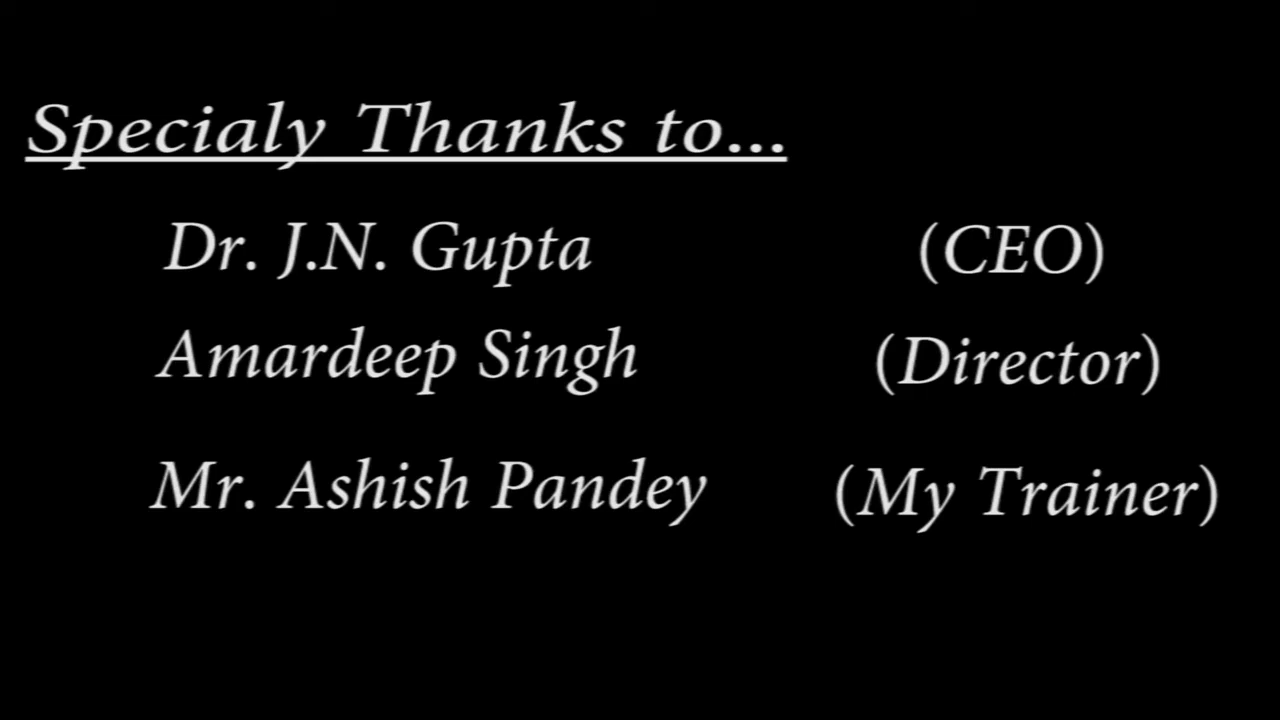 Specialy Thanks to...
Dr. J.N. Gupta (CEO)
Amardeep Singh (Director)
Mr. Ashish Pandey (My Trainer)